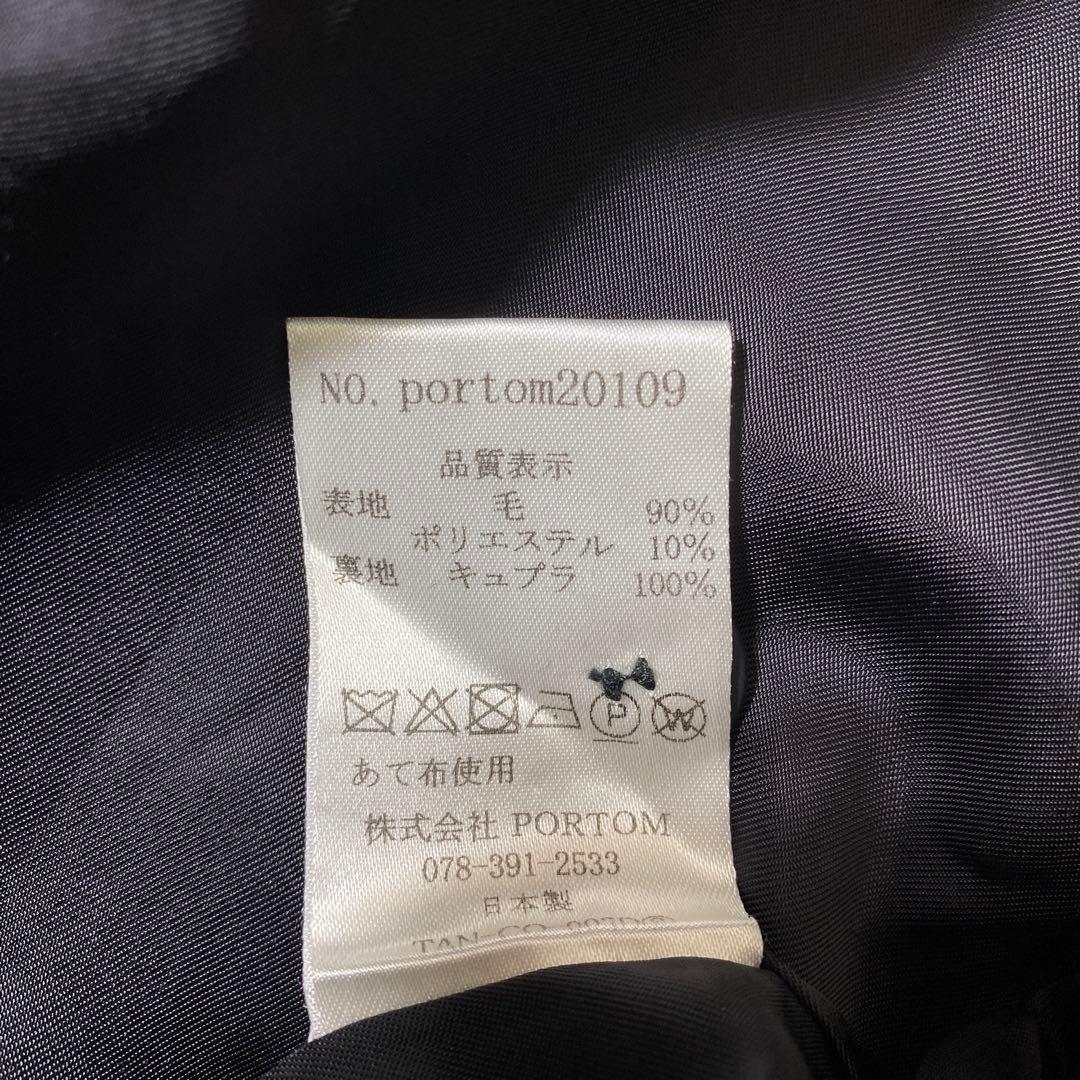 NO. portom20109
品質表示
表地 毛 90%
ポリエステル 10%
裏地 キュプラ 100%
P W
あて布使用
株式会社 PORTOM
078-391-2533
日本製